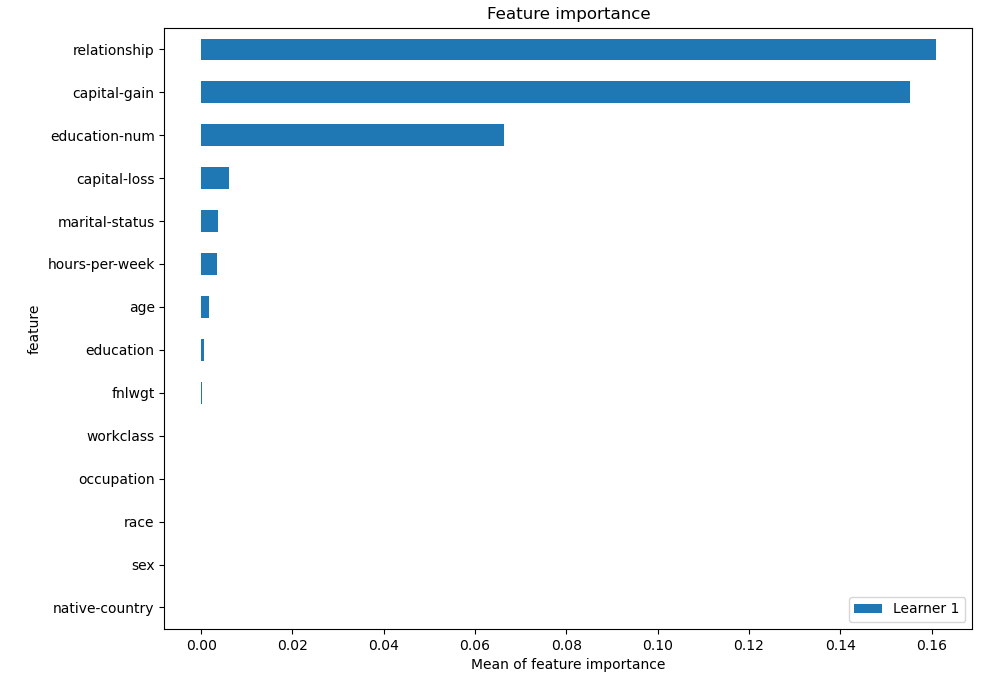 Feature importance
relationship
capital-gain
education-num
capital-loss
marital-status
hours-per-week
age
education
fnlwgt
workclass
occupation
race
sex
native-country
feature
Learner 1
0.00 0.02 0.04 0.06 0.08 0.10 0.12 0.14 0.16
Mean of feature importance